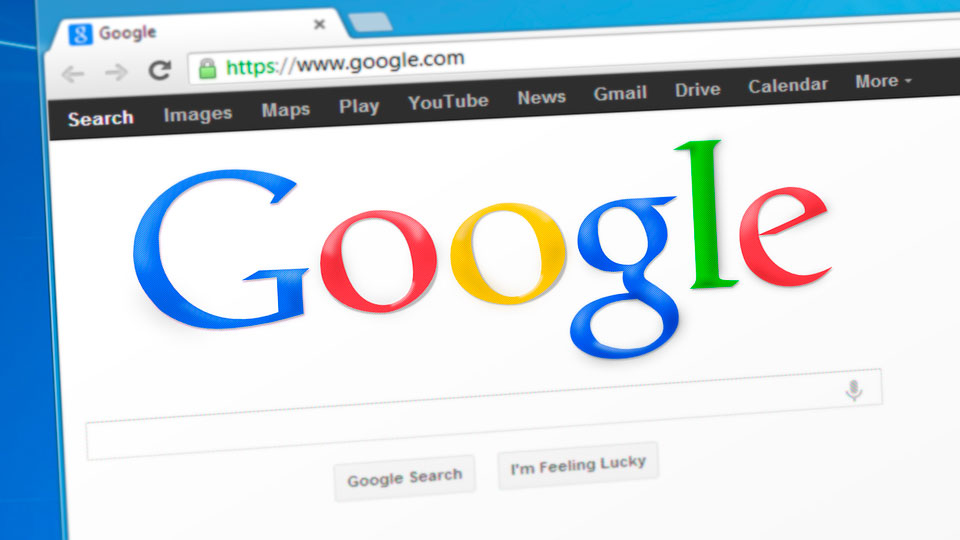 Google
https://www.google.com
Search Images Maps Play YouTube News Gmail Drive Calendar More
Google
Google Search I'm Feeling Lucky